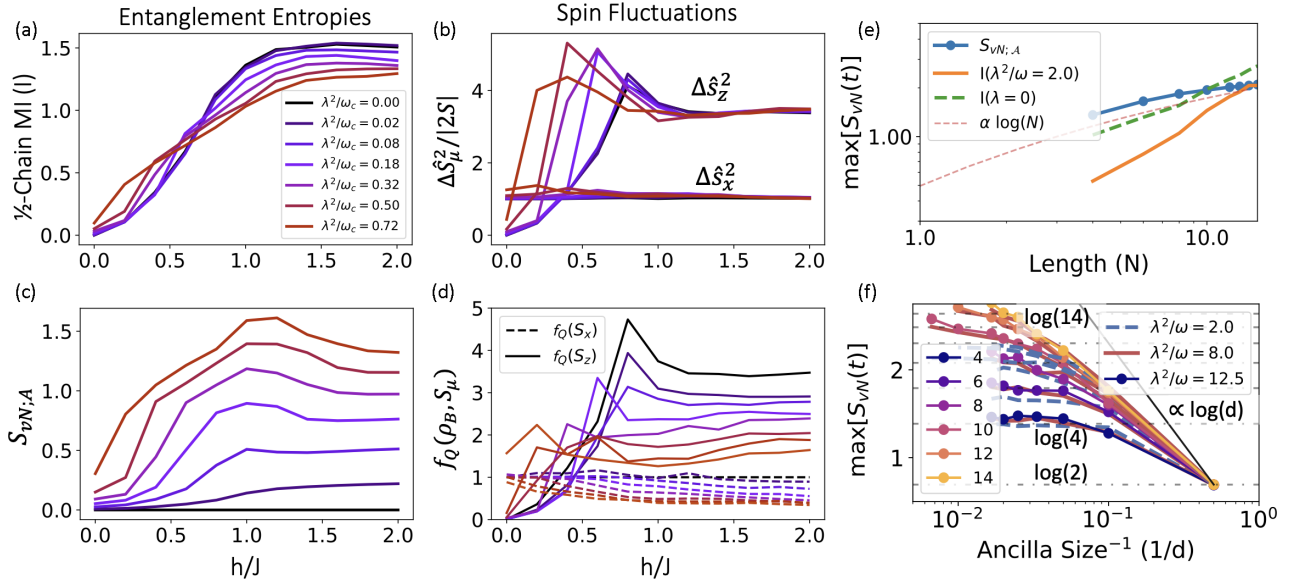 Entanglement Entropies
Spin Fluctuations
(a)
½-Chain MI (I)
1.5
1.0
0.5
0.0
λ²/ω_c = 0.00
λ²/ω_c = 0.02
λ²/ω_c = 0.08
λ²/ω_c = 0.18
λ²/ω_c = 0.32
λ²/ω_c = 0.50
λ²/ω_c = 0.72
0.0 0.5 1.0 1.5 2.0
(b)
ΔŜ²_μ/|2S|
4
2
0
Δŝ_z²
Δŝ_x²
0.0 0.5 1.0 1.5 2.0
(e)
max[S_vN(t)]
1.00
S_vN;𝒜
I(λ²/ω = 2.0)
I(λ = 0)
α log(N)
1.0 10.0
Length (N)
(c)
S_vN;𝒜
1.5
1.0
0.5
0.0
0.0 0.5 1.0 1.5 2.0
h/J
(d)
f_Q(ρ_B, S_μ)
5
4
3
2
1
0
f_Q(S_x)
f_Q(S_z)
0.0 0.5 1.0 1.5 2.0
h/J
(f)
max[S_vN(t)]
2
1
4
6
8
10
12
14
log(14)
log(4)
log(2)
λ²/ω = 2.0
λ²/ω = 8.0
λ²/ω = 12.5
∝ log(d)
10⁻² 10⁻¹ 10⁰
Ancilla Size⁻¹ (1/d)